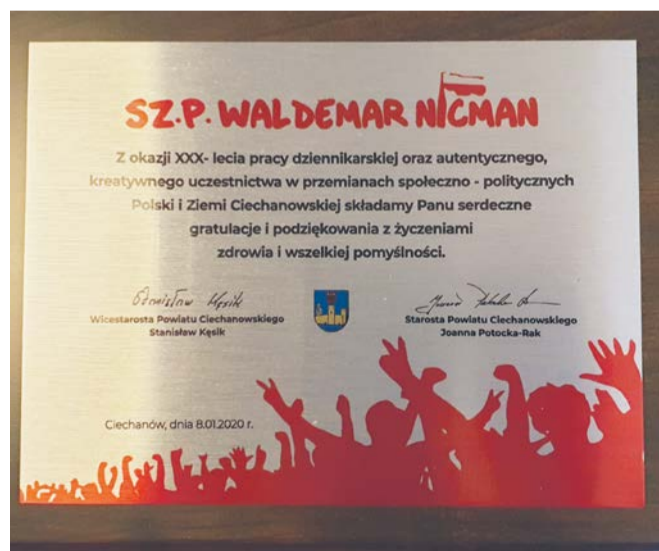 SZ.P. WALDEMAR NICMAN
Z okazji XXX- lecia pracy dziennikarskiej oraz autentycznego,
kreatywnego uczestnictwa w przemianach społeczno - politycznych
Polski i Ziemi Ciechanowskiej składamy Panu serdeczne
gratulacje i podziękowania z życzeniami
zdrowia i wszelkiej pomyślności.
Stanisław Kęsik
Wicestarosta Powiatu Ciechanowskiego
Stanisław Kęsik
Starosta Powiatu Ciechanowskiego
Joanna Potocka-Rak
Ciechanów, dnia 8.01.2020 r.